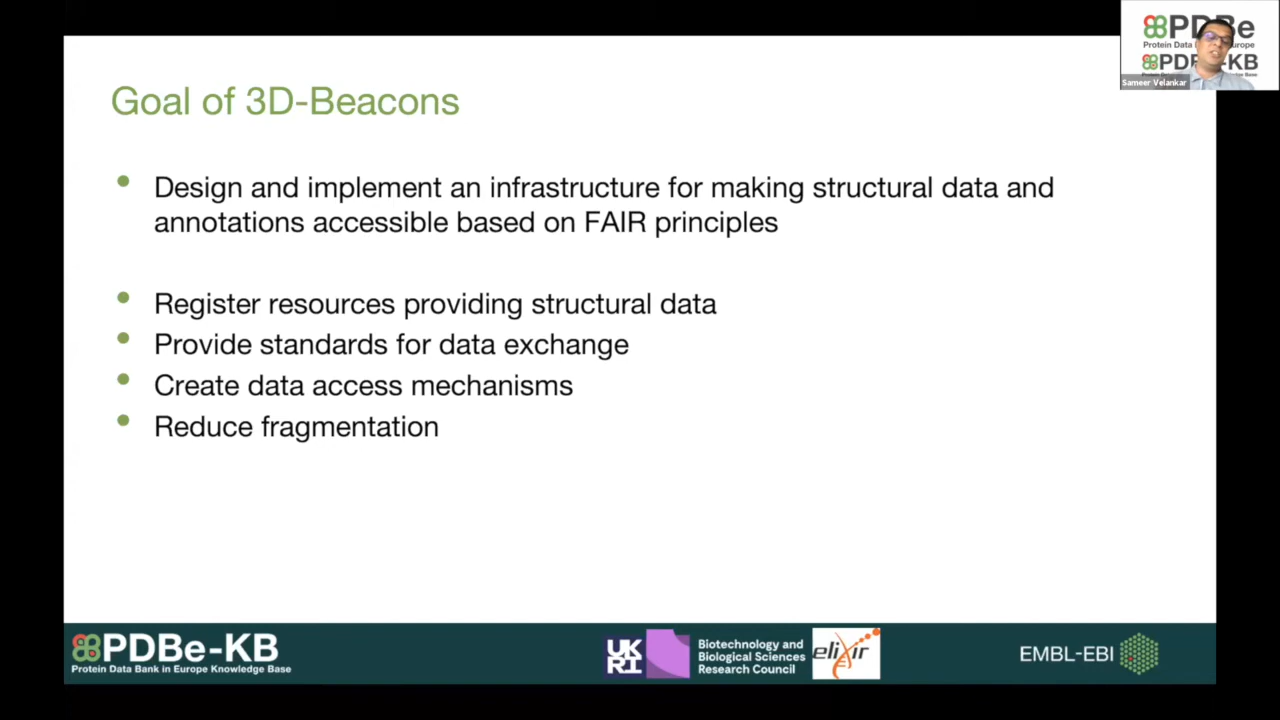 PDBe
Protein Data Europe
PDBe-KB
Sameer Velankar
Goal of 3D-Beacons
Design and implement an infrastructure for making structural data and
annotations accessible based on FAIR principles
Register resources providing structural data
Provide standards for data exchange
Create data access mechanisms
Reduce fragmentation
PDBe-KB
Protein Data Bank in Europe Knowledge Base
UK
RI
Biotechnology and
Biological Sciences
Research Council
elixir
EMBL-EBI